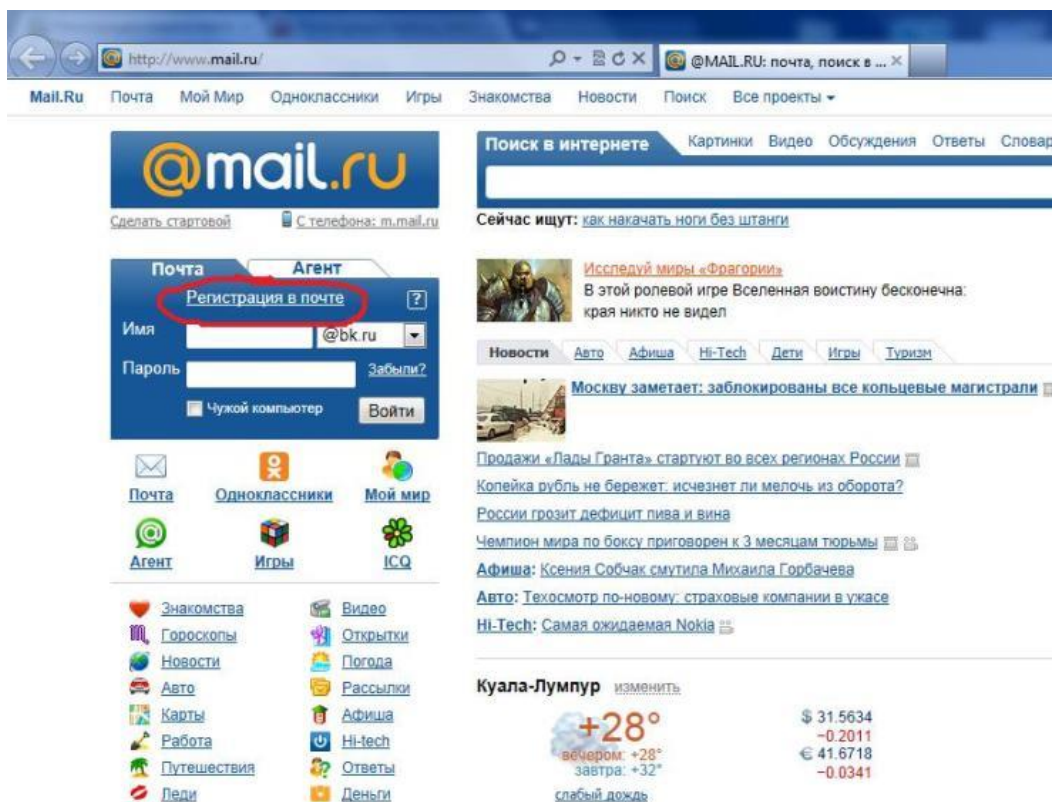 http://www.mail.ru/
@MAIL.RU: почта, поиск в ...
Mail.Ru Почта Мой Мир Одноклассники Игры Знакомства Новости Поиск Все проекты
@mail.ru
Сделать стартовой С телефона: m.mail.ru
Почта Агент
Регистрация в почте ?
Имя @bk.ru
Пароль Забыли?
Чужой компьютер Войти
Почта Одноклассники Мой мир
Агент Игры ICQ
Знакомства Видео
Гороскопы Открытки
Новости Погода
Авто Рассылки
Карты Афиша
Работа Hi-tech
Путешествия Ответы
Леди Деньги
Поиск в интернете Картинки Видео Обсуждения Ответы Словар
Сейчас ищут: как накачать ноги без штанги
Исследуй миры «Фрагории»
В этой ролевой игре Вселенная воистину бесконечна:
края никто не видел
Новости Авто Афиша Hi-Tech Дети Игры Туризм
Москву заметает: заблокированы все кольцевые магистрали
Продажи «Лады Гранта» стартуют во всех регионах России
Копейка рубль не бережет: исчезнет ли мелочь из оборота?
России грозит дефицит пива и вина
Чемпион мира по боксу приговорен к 3 месяцам тюрьмы
Афиша: Ксения Собчак смутила Михаила Горбачева
Авто: Техосмотр по-новому: страховые компании в ужасе
Hi-Tech: Самая ожидаемая Nokia
Куала-Лумпур изменить
+28°
вечером: +28°
завтра: +32°
слабый дождь
$ 31.5634
−0.2011
€ 41.6718
−0.0341